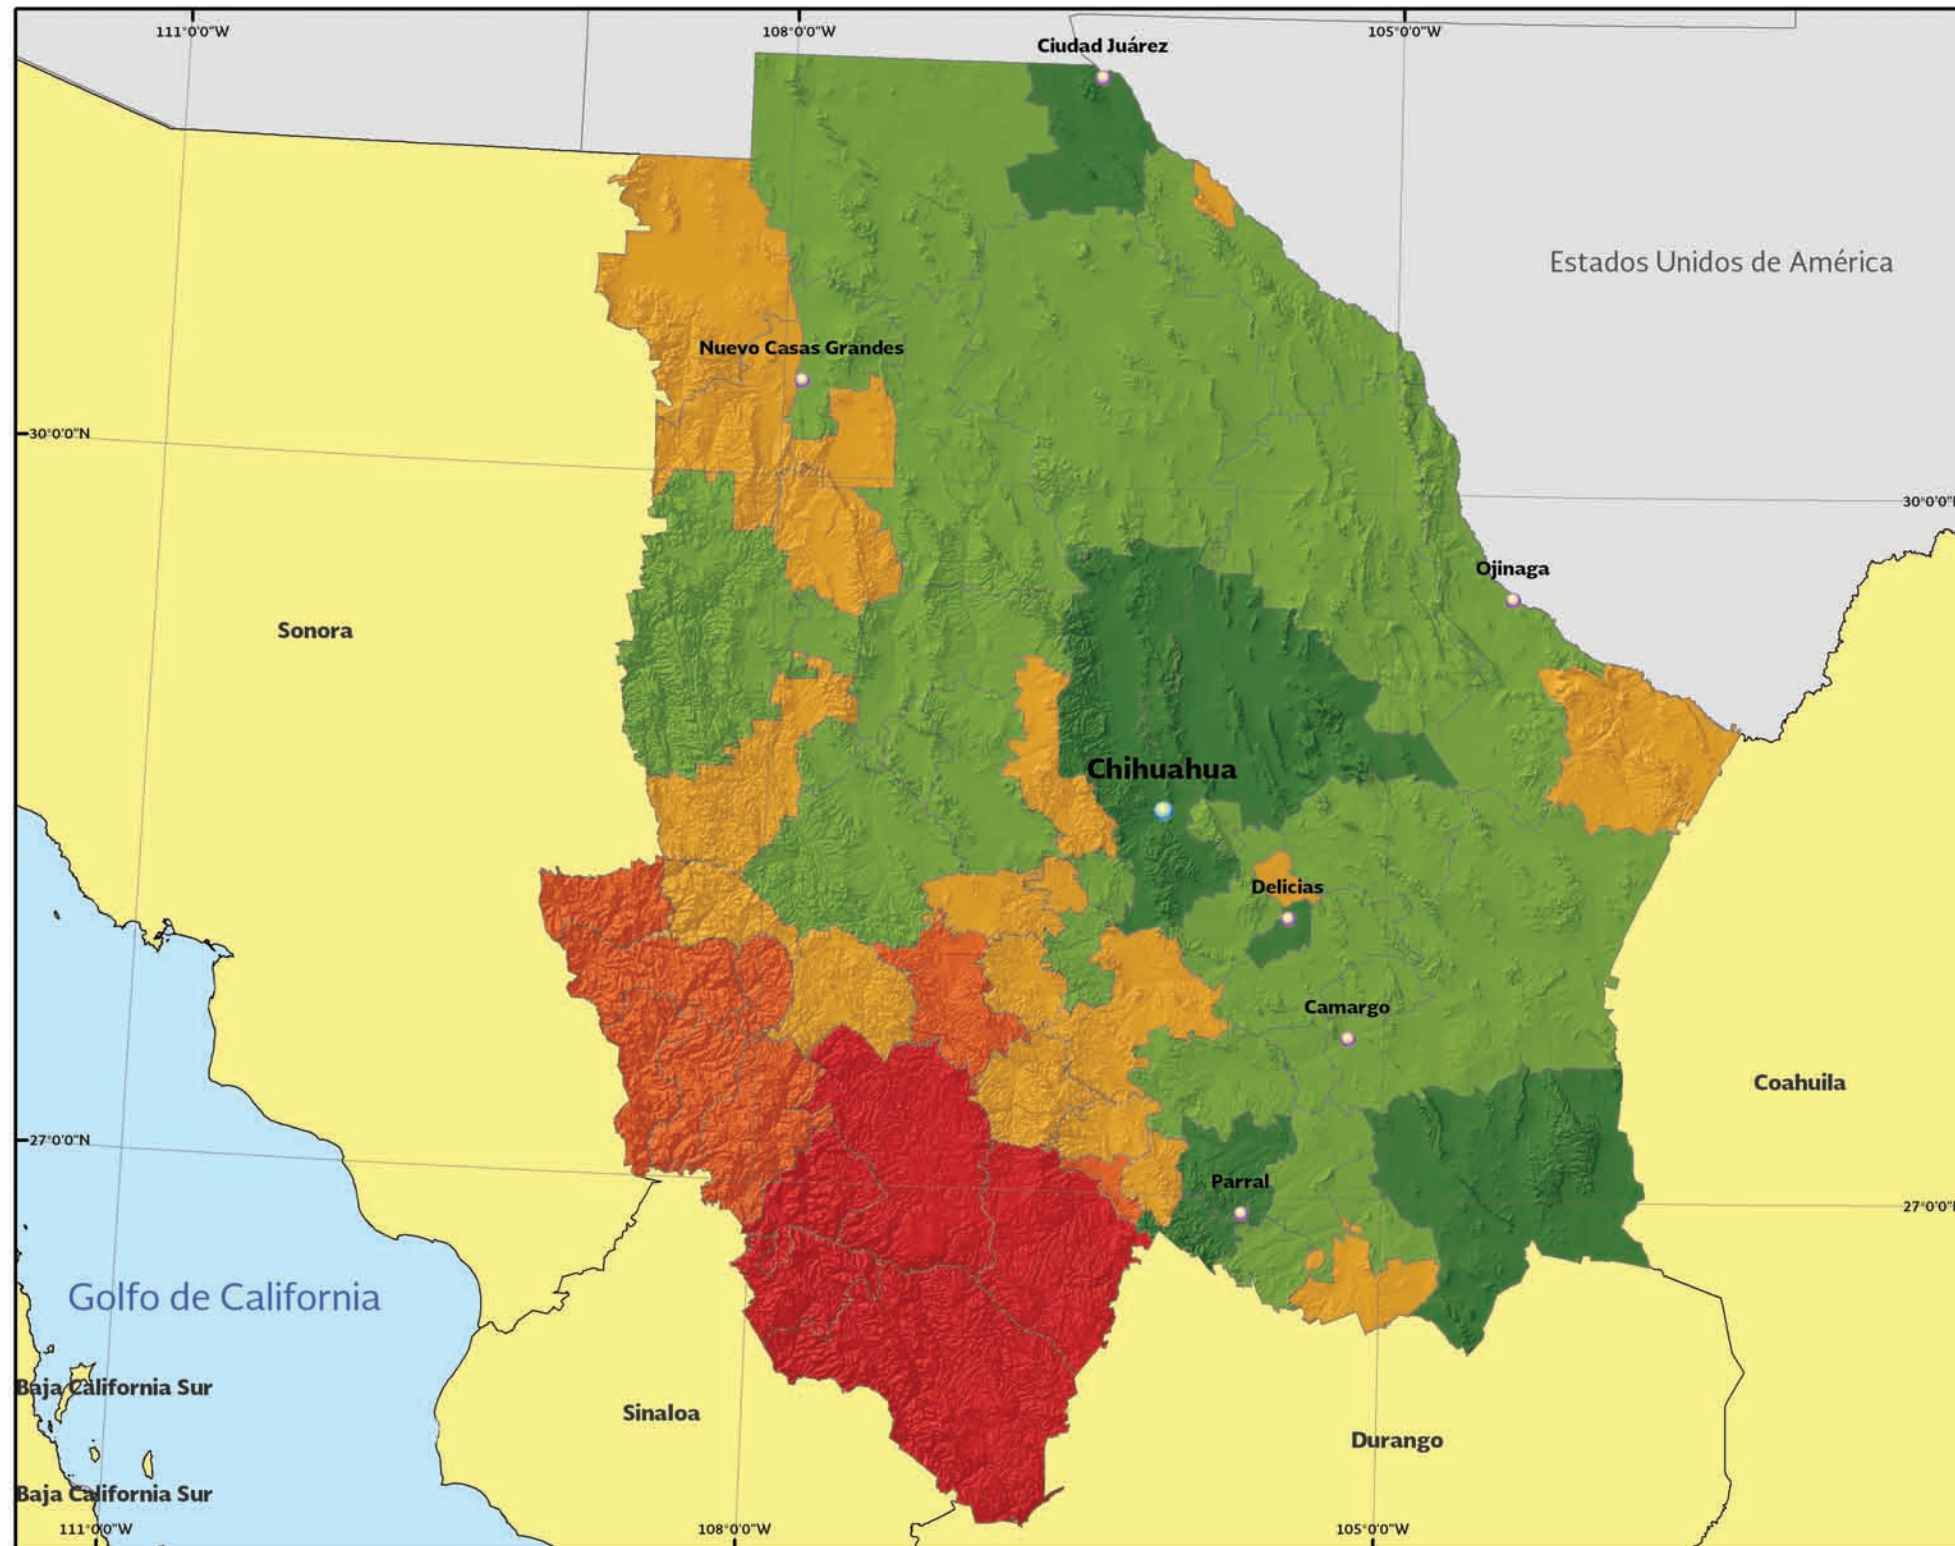 111°0'0"W
108°0'0"W
105°0'0"W
Ciudad Juárez
Estados Unidos de América
Nuevo Casas Grandes
30°0'0"N
30°0'0"N
Ojinaga
Sonora
Chihuahua
Delicias
Camargo
Coahuila
27°0'0"N
Parral
27°0'0"N
Golfo de California
Baja California Sur
Sinaloa
Durango
Baja California Sur
111°0'0"W
108°0'0"W
105°0'0"W